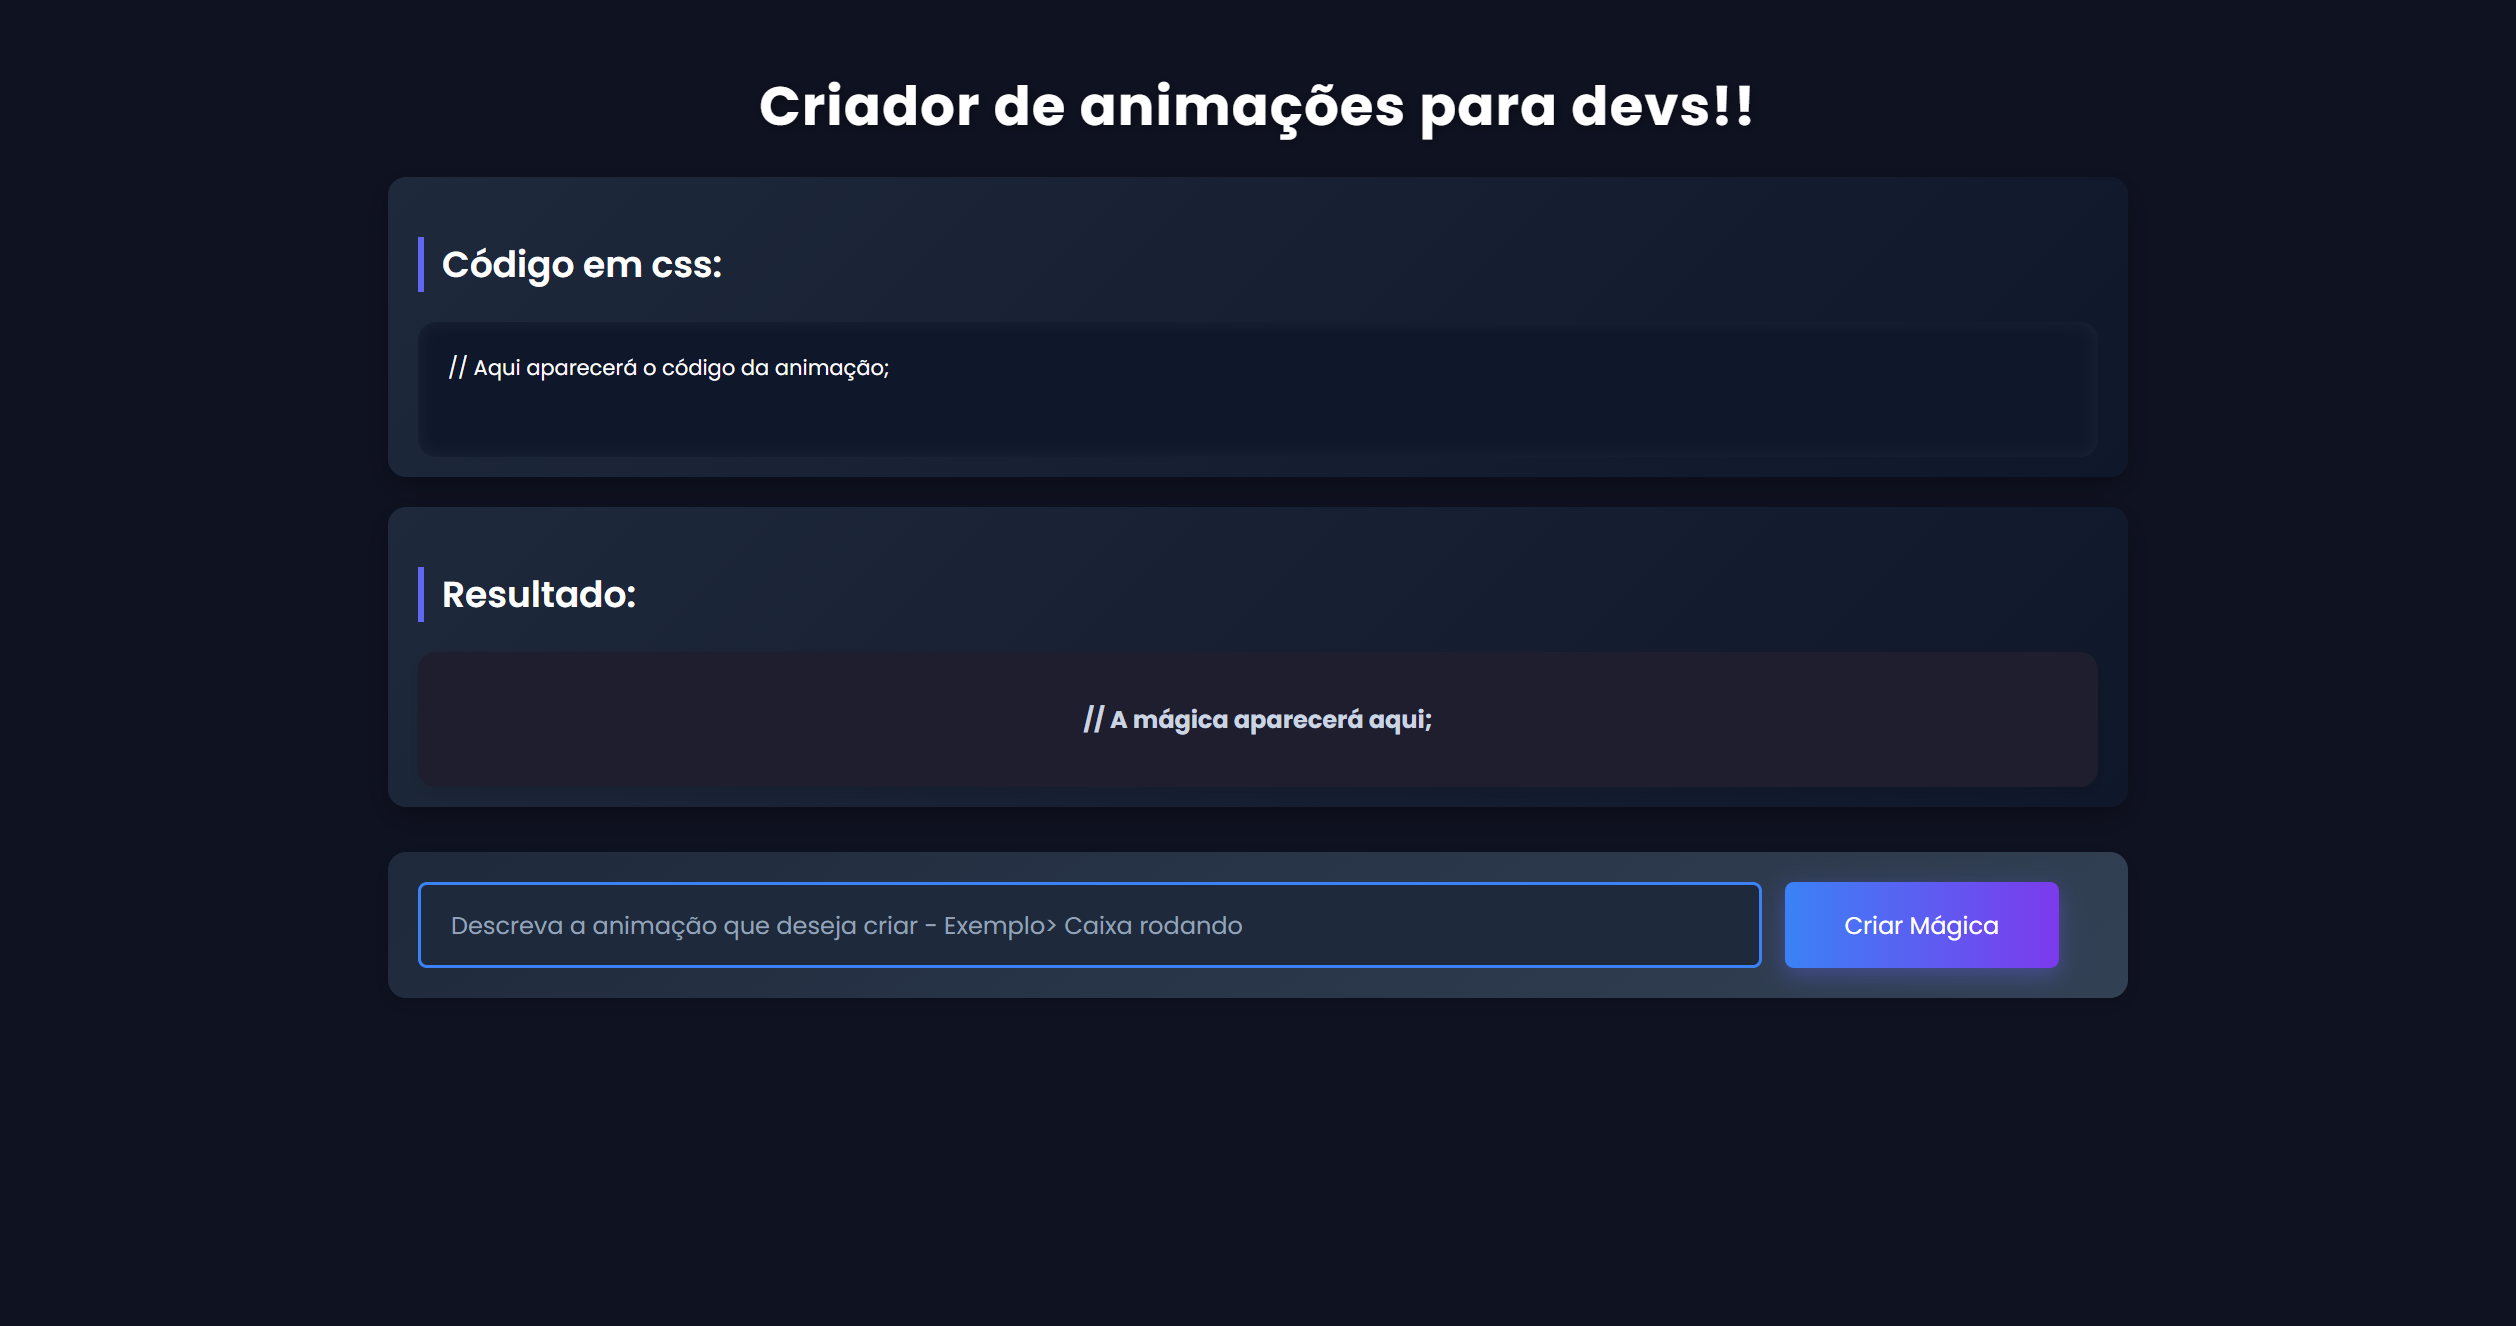 Criador de animações para devs!!
Código em css:
// Aqui aparecerá o código da animação;
Resultado:
// A mágica aparecerá aqui;
Descreva a animação que deseja criar - Exemplo> Caixa rodando
Criar Mágica